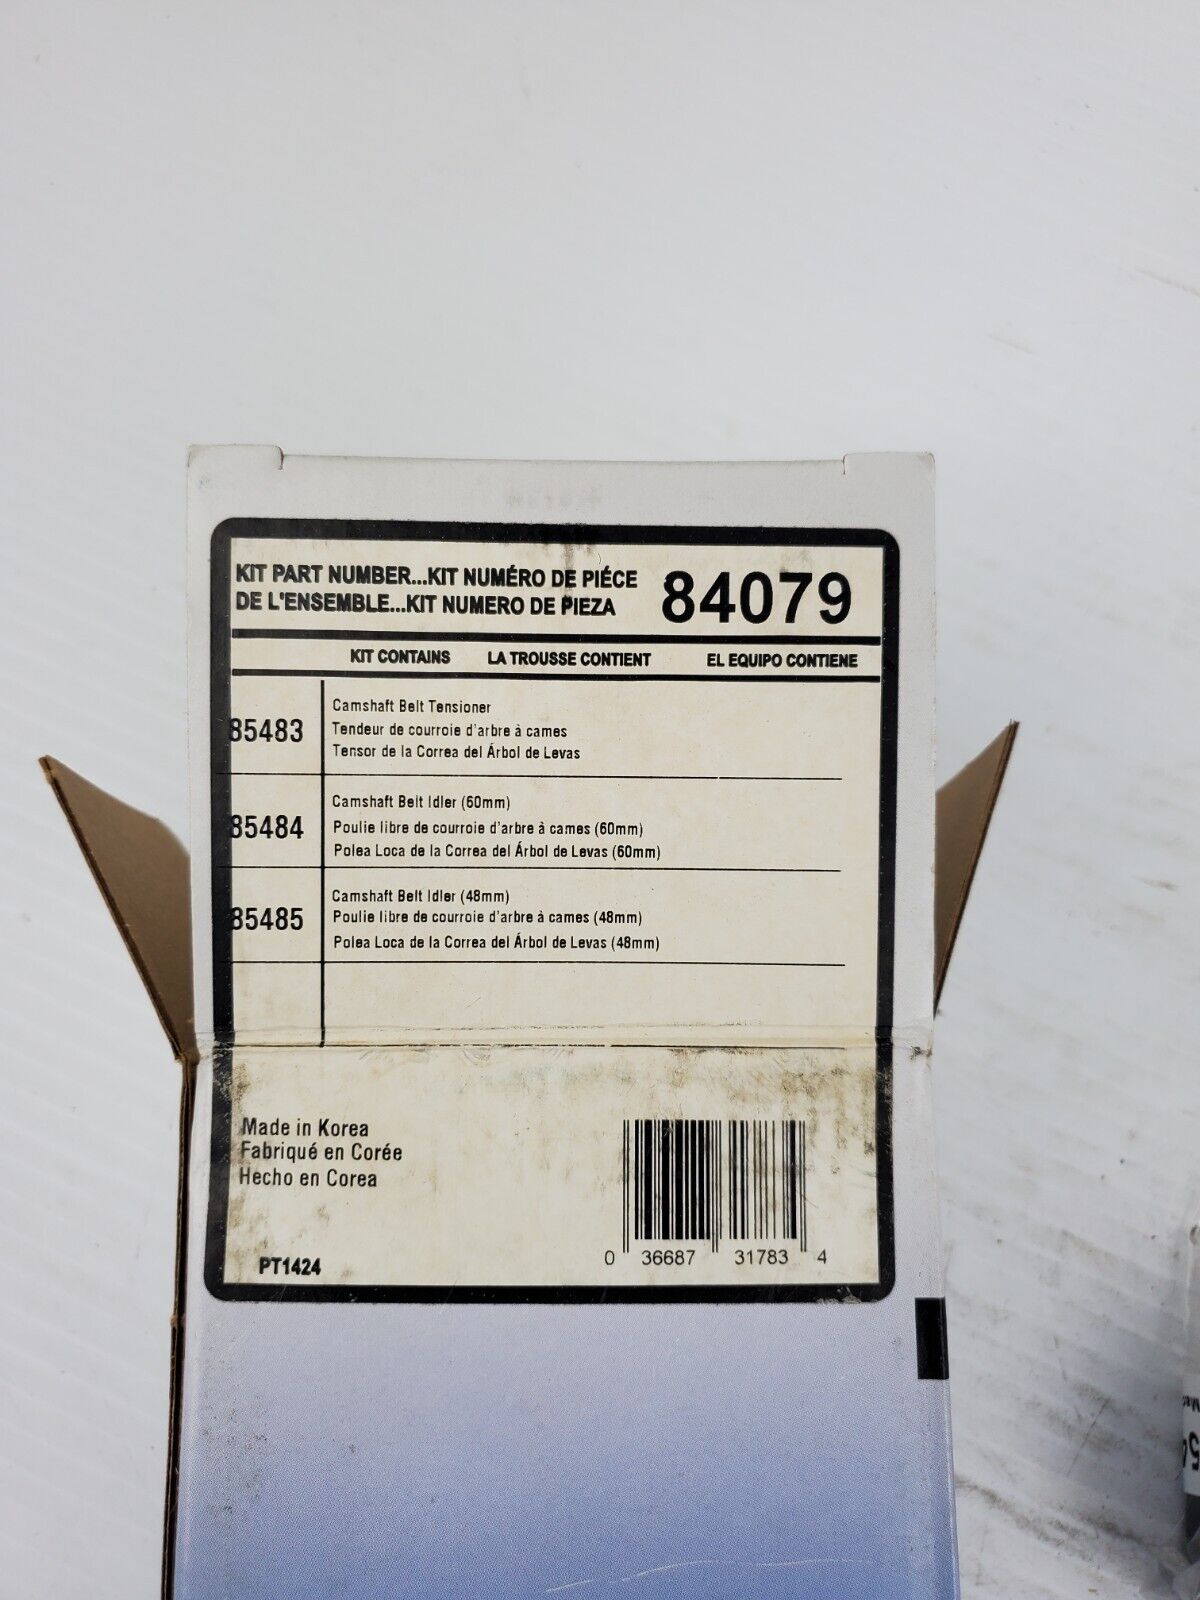 KIT PART NUMBER...KIT NUMÉRO DE PIÉCE
DE L'ENSEMBLE...KIT NUMERO DE PIEZA
84079
KIT CONTAINS LA TROUSSE CONTIENT EL EQUIPO CONTIENE
85483
Camshaft Belt Tensioner
Tendeur de courroie d'arbre à cames
Tensor de la Correa del Árbol de Levas
85484
Camshaft Belt Idler (60mm)
Poulie libre de courroie d'arbre à cames (60mm)
Polea Loca de la Correa del Árbol de Levas (60mm)
85485
Camshaft Belt Idler (48mm)
Poulie libre de courroie d'arbre à cames (48mm)
Polea Loca de la Correa del Árbol de Levas (48mm)
Made in Korea
Fabriqué en Corée
Hecho en Corea
PT1424
0 36687 31783 4